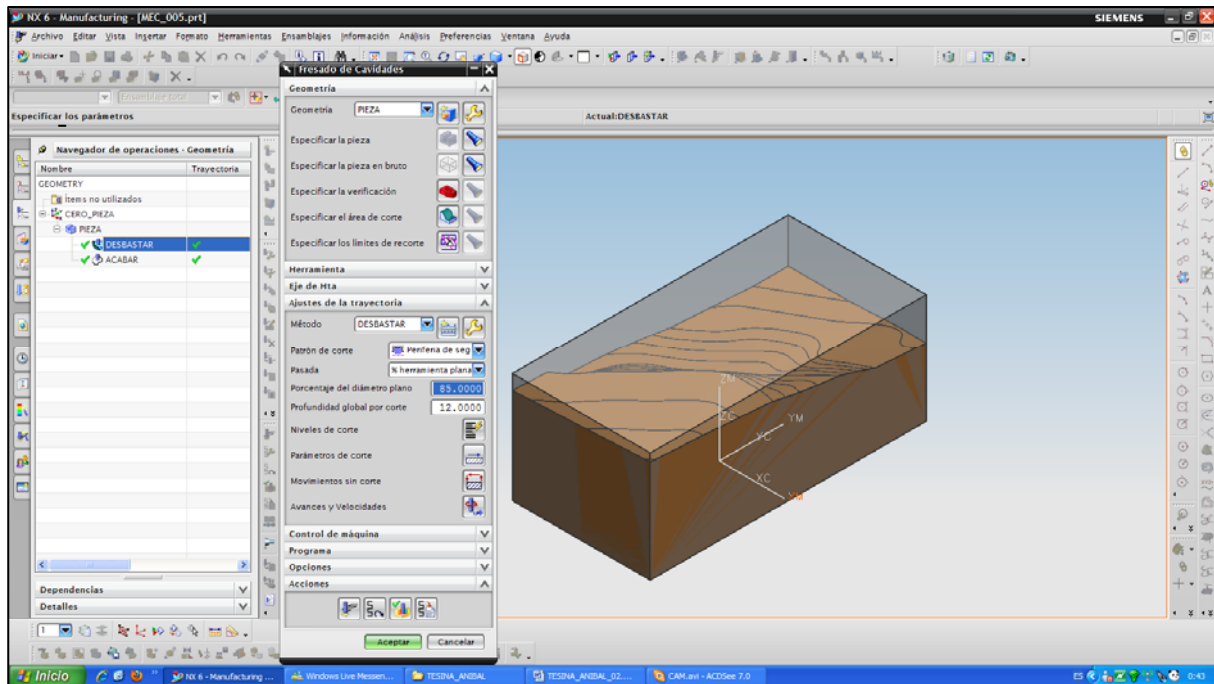 NX 6 - Manufacturing - [MEC_005.prt]
SIEMENS
Archivo Editar Vista Insertar Formato Herramientas Ensamblajes Información Análisis Preferencias Ventana Ayuda
Iniciar
Ensamblaje total
Especificar los parámetros
Actual:DESBASTAR
Navegador de operaciones - Geometría
Nombre Trayectoria
GEOMETRY
Ítems no utilizados
CERO_PIEZA
PIEZA
DESBASTAR
ACABAR
Dependencias
Detalles
Fresado de Cavidades
Geometría
Geometría PIEZA
Especificar la pieza
Especificar la pieza en bruto
Especificar la verificación
Especificar el área de corte
Especificar los límites de recorte
Herramienta
Eje de Hta
Ajustes de la trayectoria
Método DESBASTAR
Patrón de corte Periferia de seg
Pasada % herramienta plana
Porcentaje del diámetro plano 85.0000
Profundidad global por corte 12.0000
Niveles de corte
Parámetros de corte
Movimientos sin corte
Avances y Velocidades
Control de máquina
Programa
Opciones
Acciones
Aceptar Cancelar
ZM
ZC
YM
YC
XC
1
Inicio
NX 6 - Manufacturing ...
Windows Live Messen...
TESINA_ANIBAL
TESINA_ANIBAL_02....
CAM.avi - ACDSee 7.0
ES
0:43